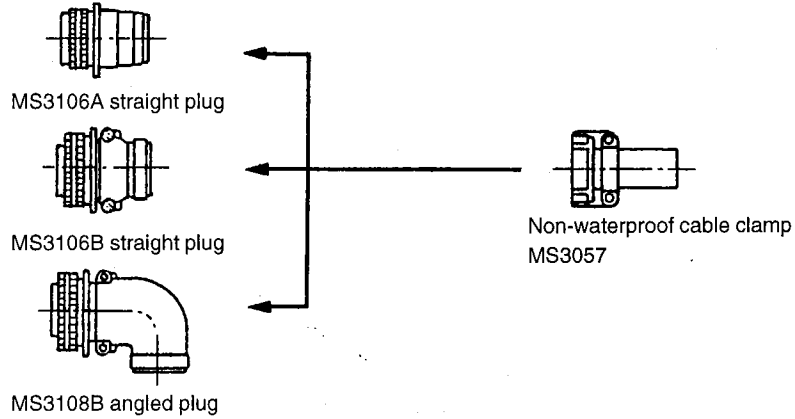 MS3106A straight plug
MS3106B straight plug
Non-waterproof cable clamp
MS3057
MS3108B angled plug